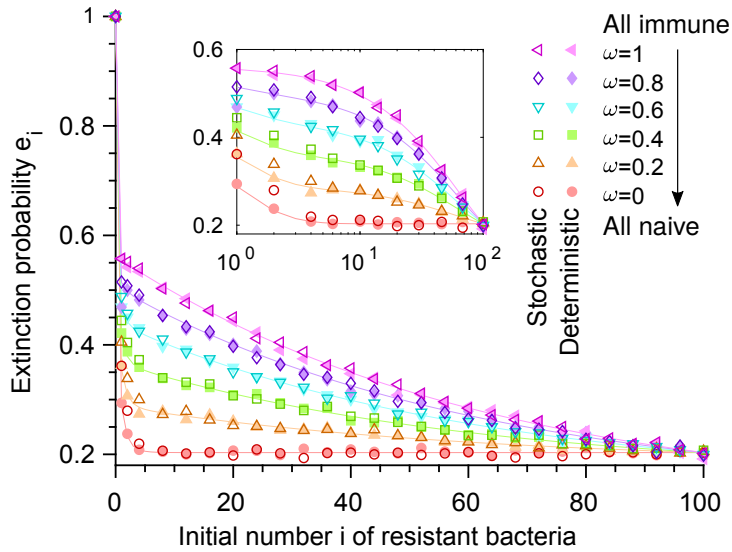 All immune
ω=1
ω=0.8
ω=0.6
ω=0.4
ω=0.2
ω=0
All naive
Stochastic
Deterministic
0.6
0.4
0.2
10^0
10^1
10^2
Extinction probability e_i
1
0.8
0.6
0.4
0.2
0
20
40
60
80
100
Initial number i of resistant bacteria